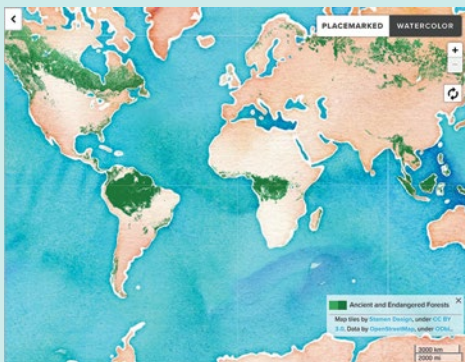 PLACEMARKED WATERCOLOR
Ancient and Endangered Forests
Map tiles by Stamen Design, under CC BY
3.0. Data by OpenStreetMap, under ODbL.
3000 km
2000 mi